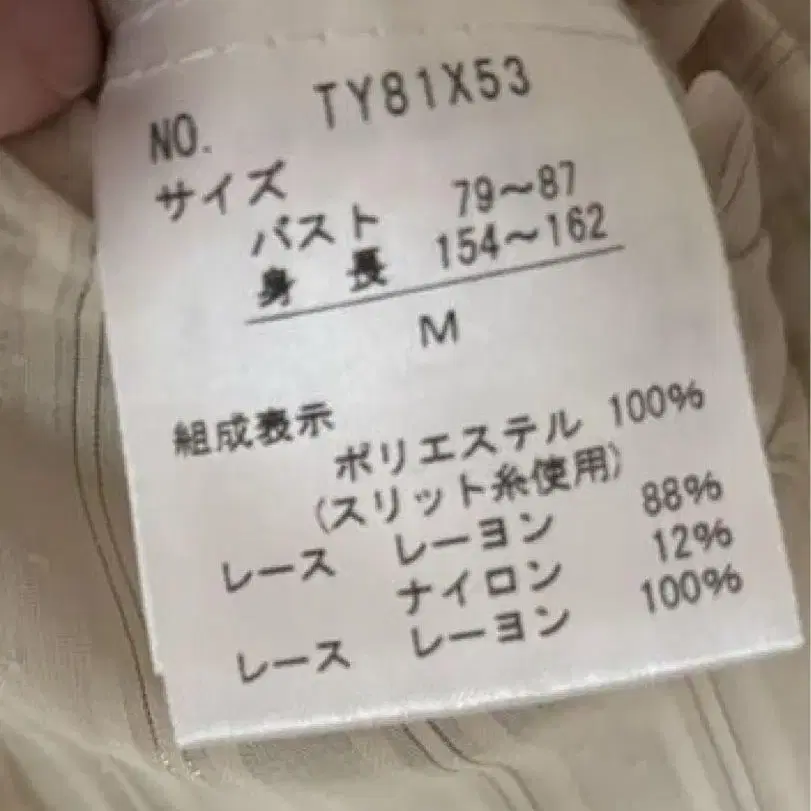 NO. TY81X53
サイズ
バスト 79〜87
身長 154〜162
M
組成表示
ポリエステル 100%
(スリット糸使用)
レース レーヨン 88%
ナイロン 12%
レース レーヨン 100%